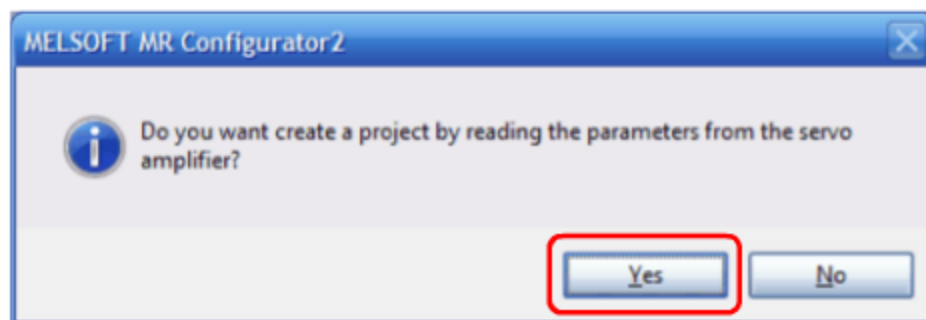 MELSOFT MR Configurator2
Do you want create a project by reading the parameters from the servo
amplifier?
Yes
No